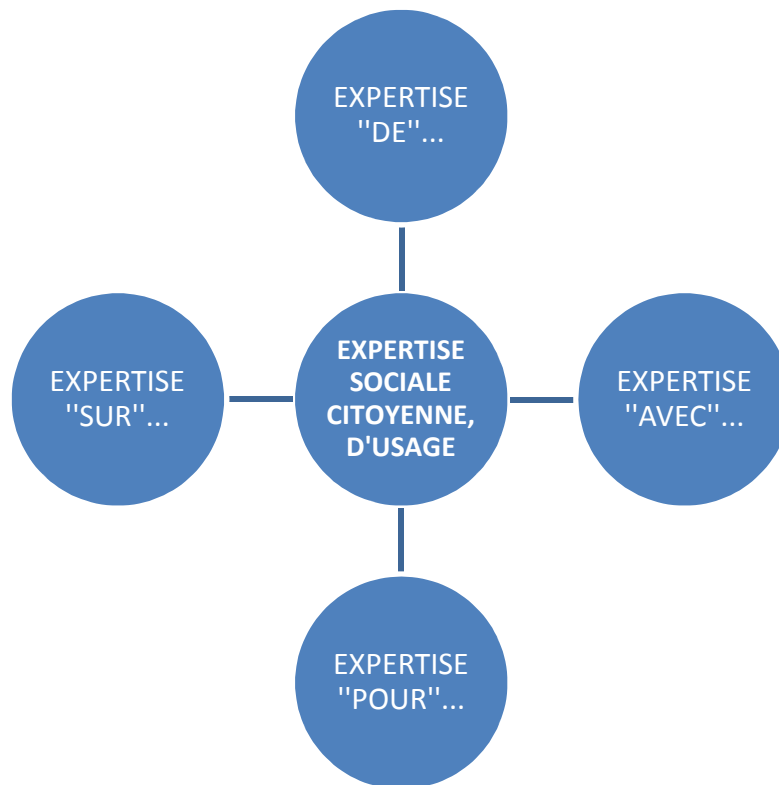 EXPERTISE
"DE"...
EXPERTISE
"SUR"...
EXPERTISE
SOCIALE
CITOYENNE,
D'USAGE
EXPERTISE
"AVEC"...
EXPERTISE
"POUR"...